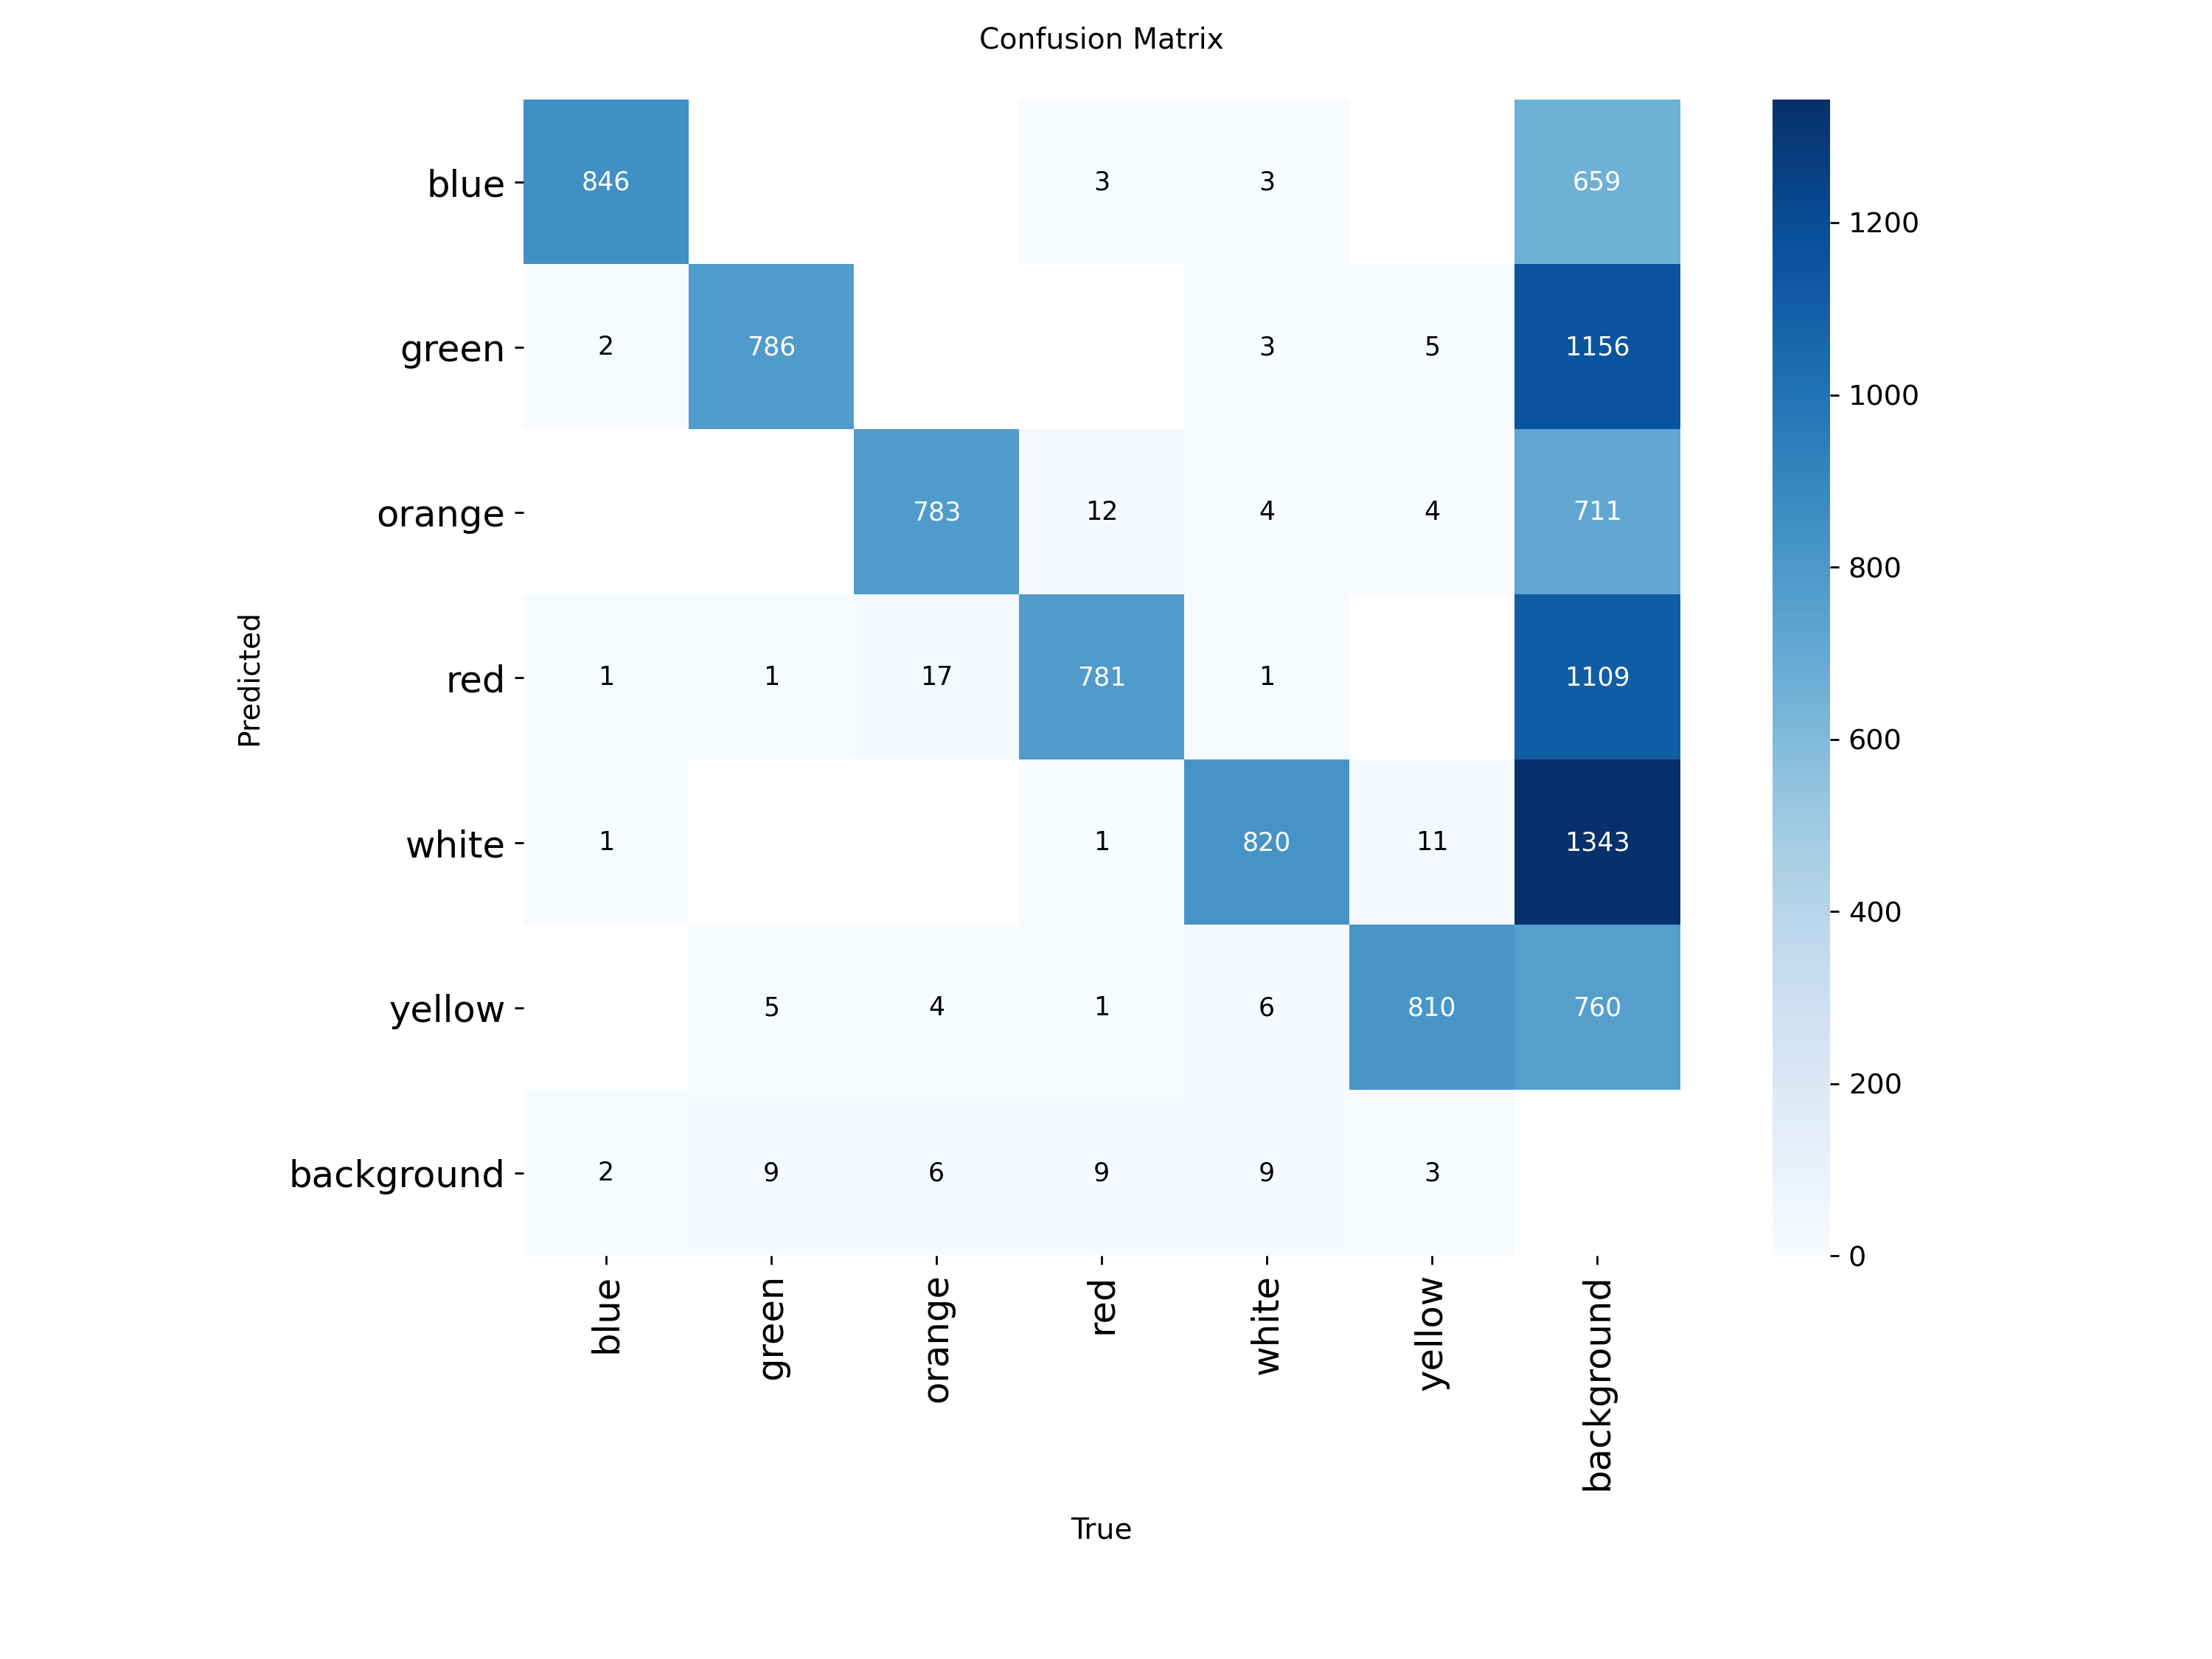 Confusion Matrix
blue 846 3 3 659
green 2 786 3 5 1156
orange 783 12 4 4 711
red 1 1 17 781 1 1109
white 1 1 820 11 1343
yellow 5 4 1 6 810 760
background 2 9 6 9 9 3
Predicted
blue green orange red white yellow background
True
1200
1000
800
600
400
200
0